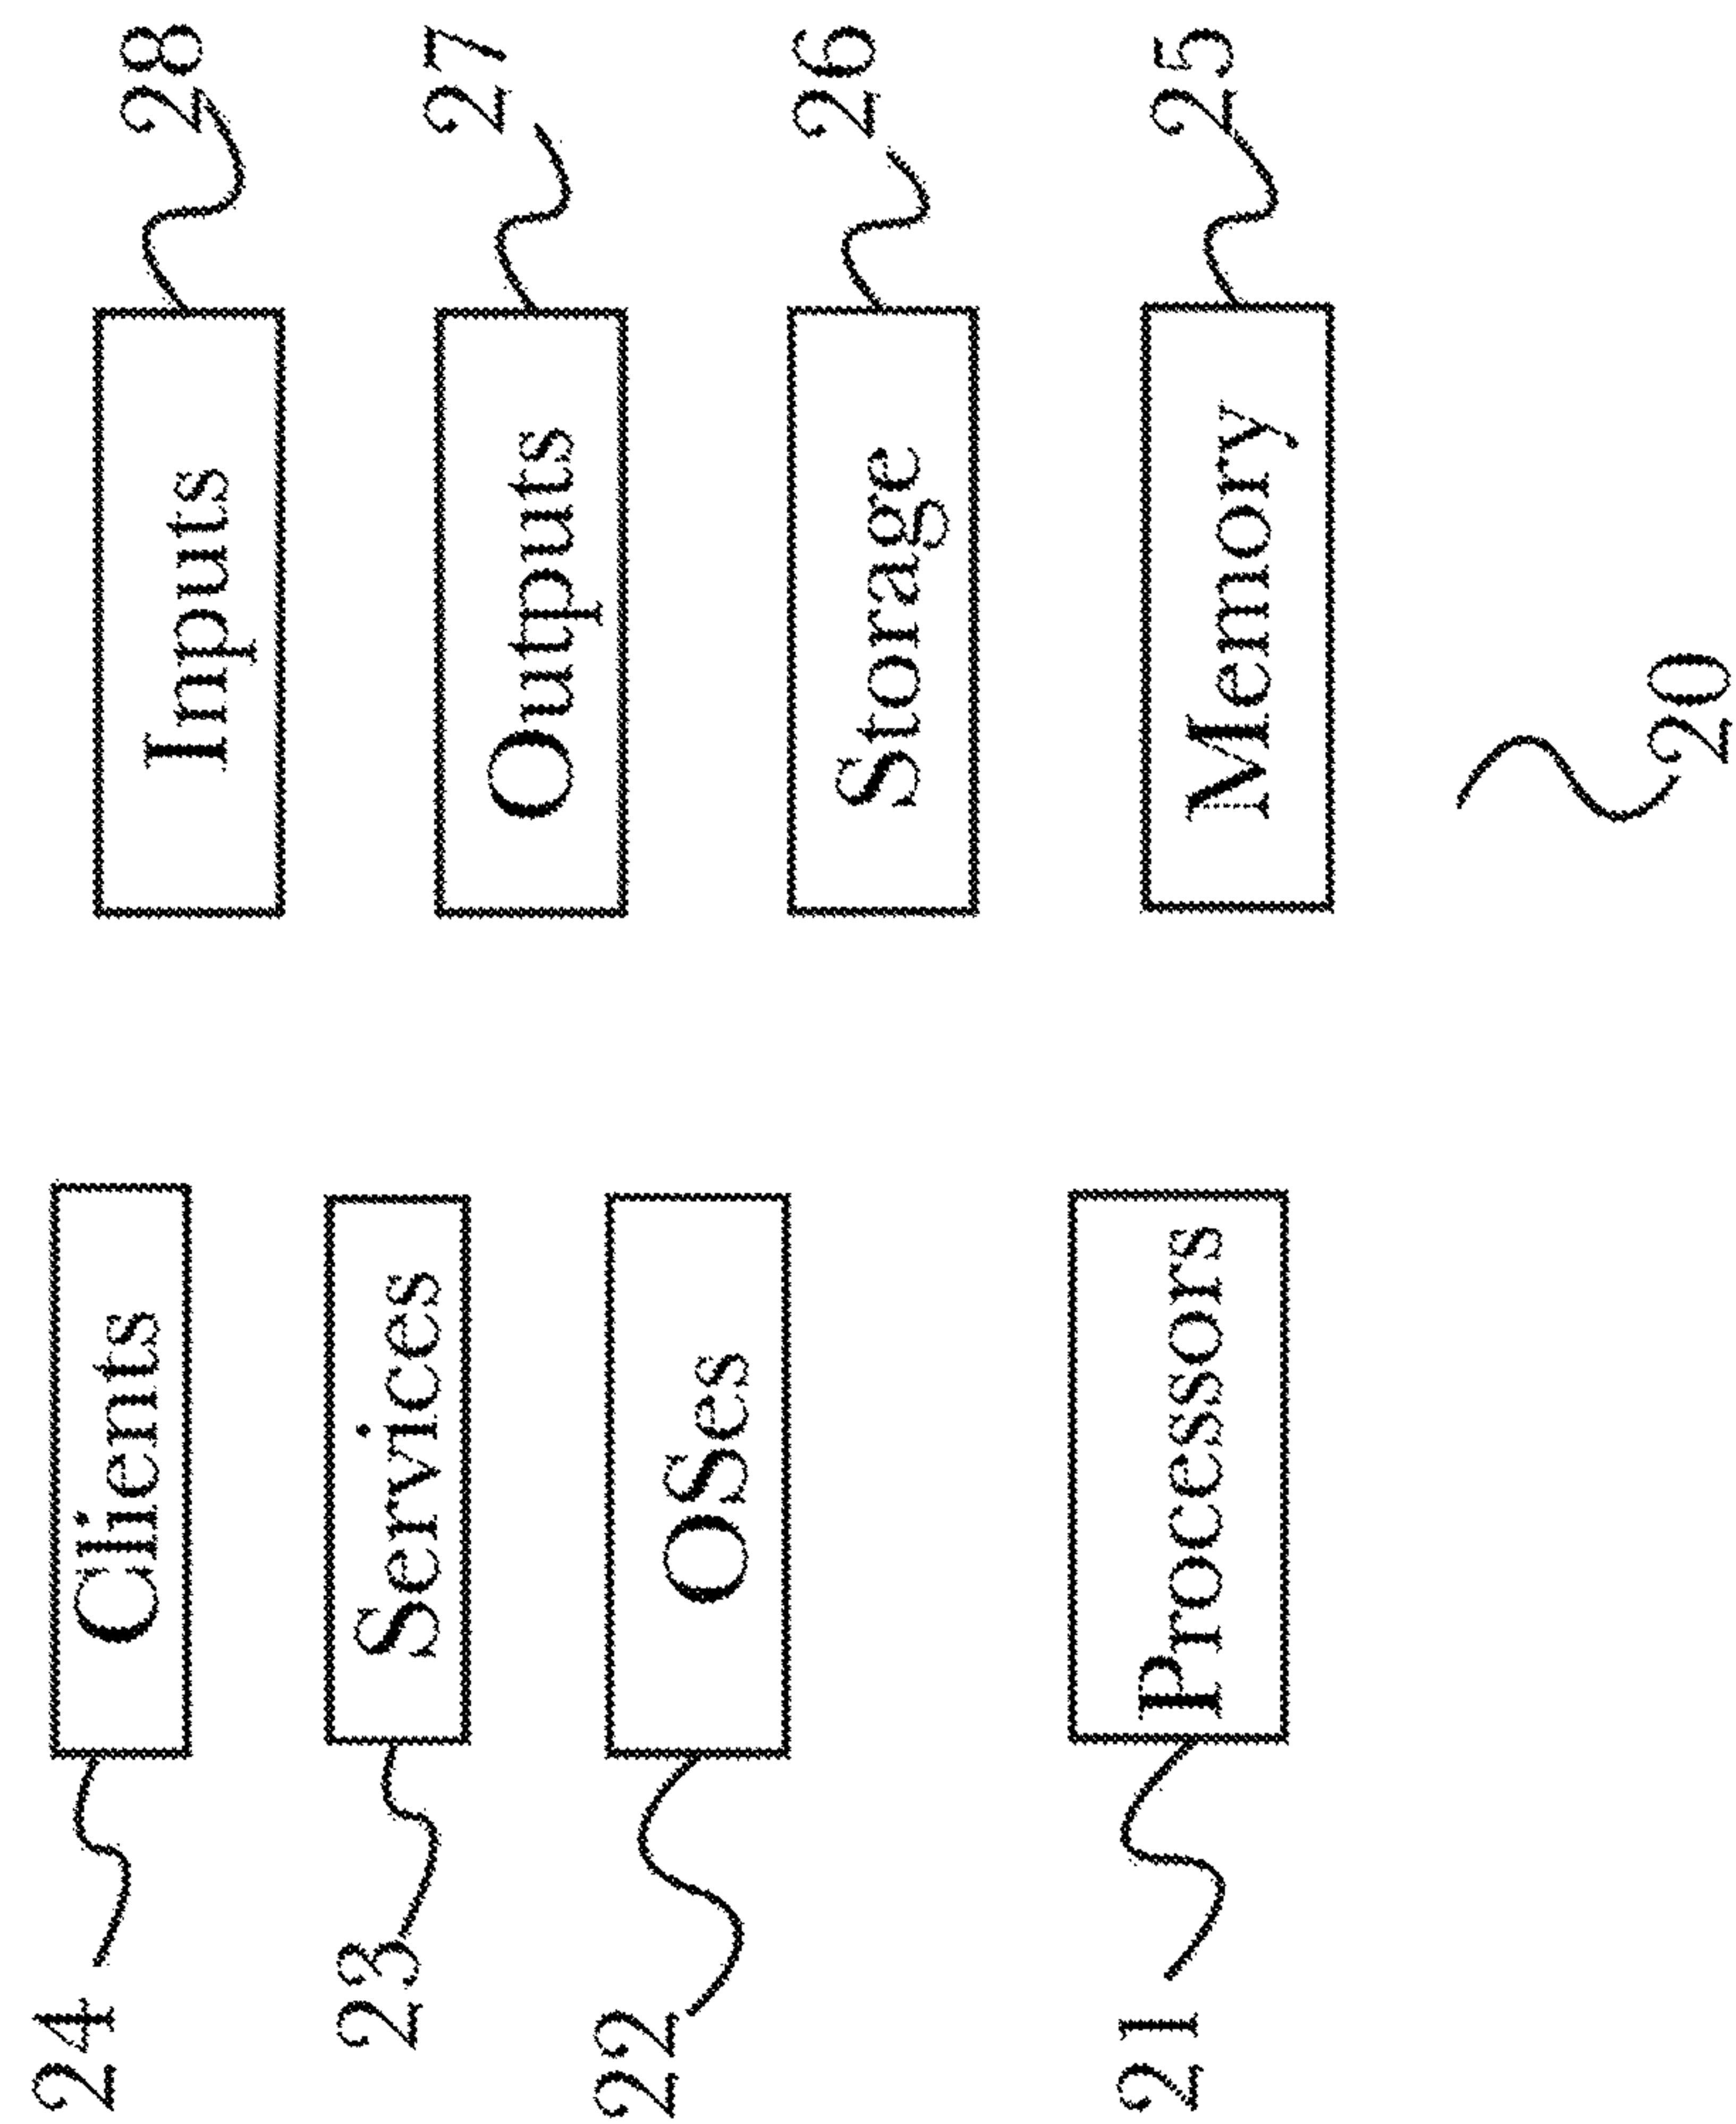 24 Clients Inputs 28
23 Services Outputs 27
22 OSes Storage 26
21 Processors Memory 25
20